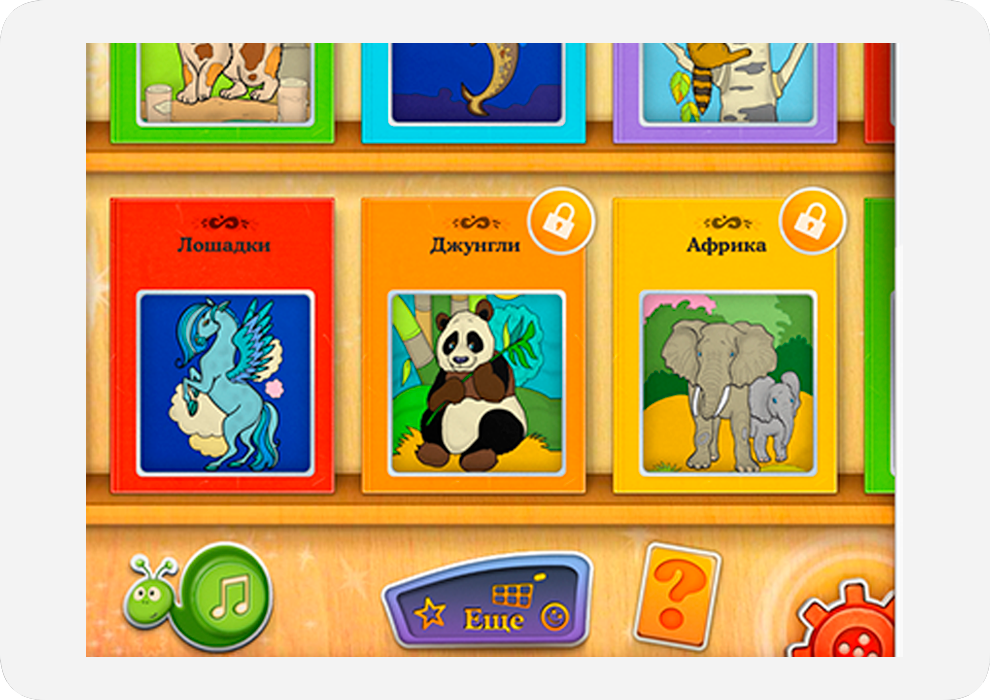 Лошадки
Джунгли
Африка
Еще